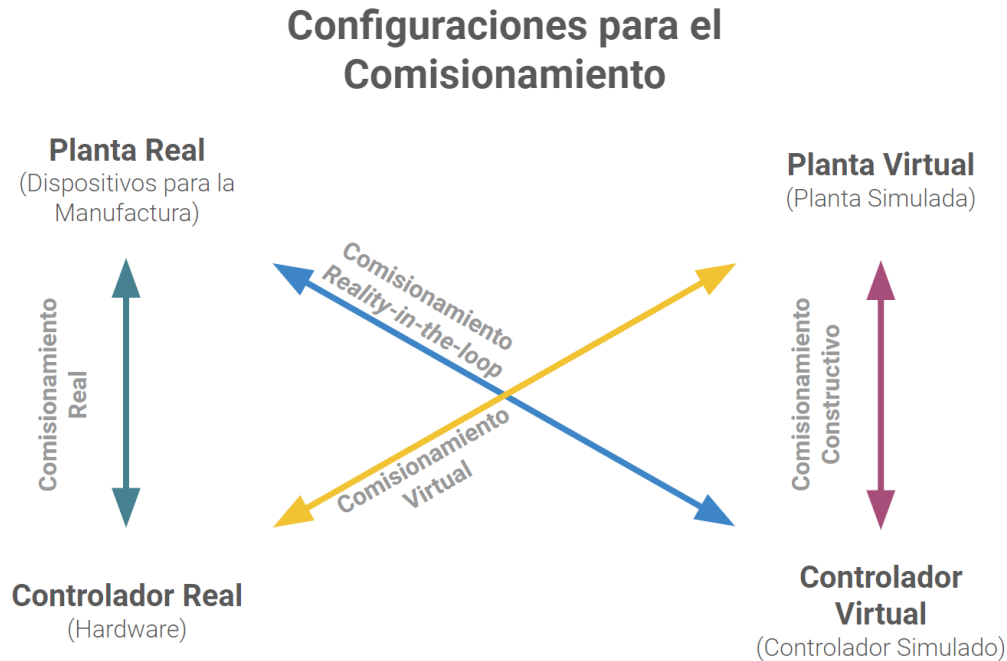 Configuraciones para el
Comisionamiento
Planta Real
(Dispositivos para la
Manufactura)
Planta Virtual
(Planta Simulada)
Comisionamiento
Real
Comisionamiento
Reality-in-the-loop
Comisionamiento
Virtual
Comisionamiento
Constructivo
Controlador Real
(Hardware)
Controlador
Virtual
(Controlador Simulado)